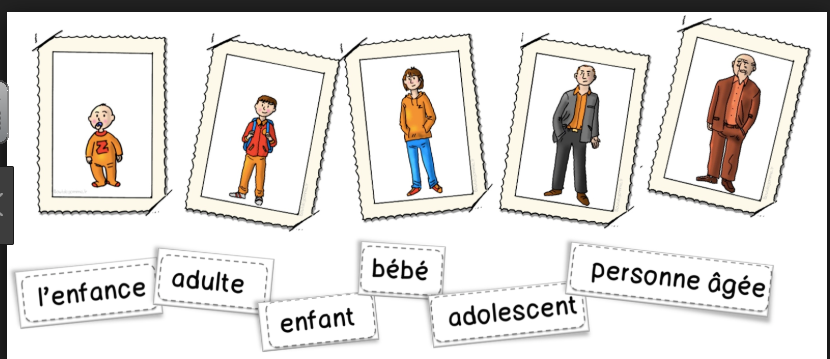 Z
l'enfance
adulte
enfant
bébé
adolescent
personne âgée